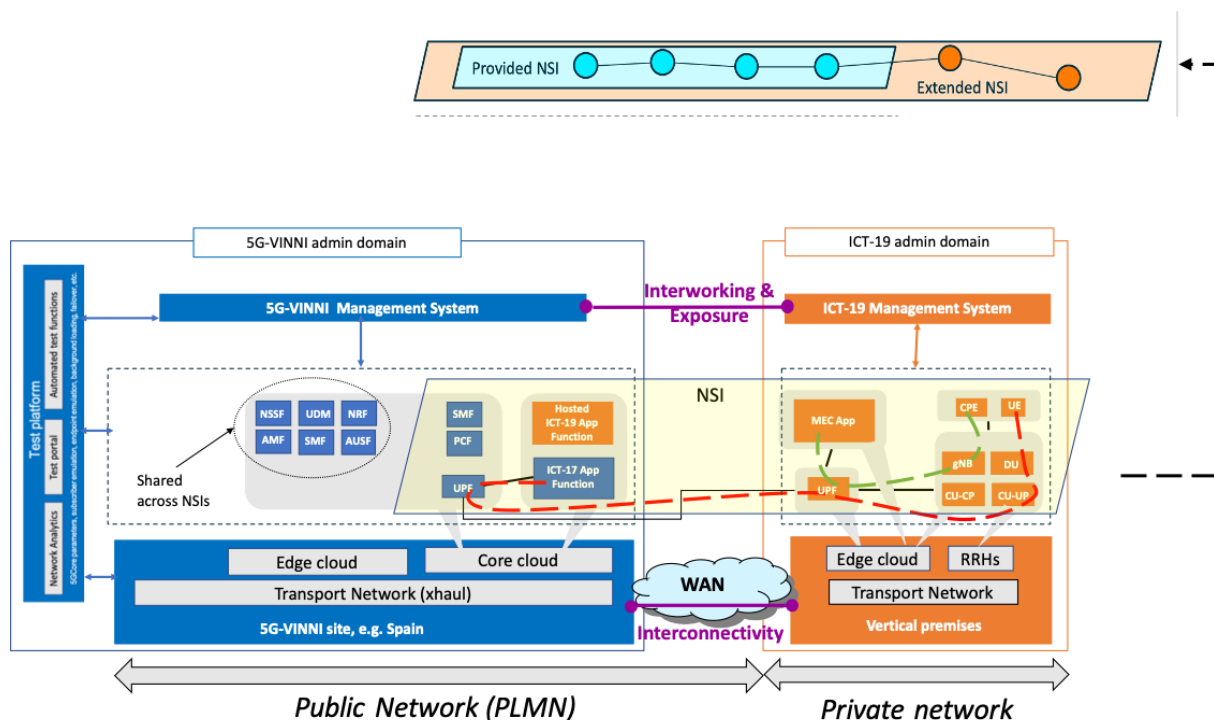 Provided NSI
Extended NSI
5G-VINNI admin domain
ICT-19 admin domain
Test platform
Automated test functions
Test portal
Network Analytics
5GCore parameters, subscriber emulation, endpoint emulation, background loading, failover, etc.
5G-VINNI Management System
Interworking &
Exposure
ICT-19 Management System
NSI
NSSF
UDM
NRF
AMF
SMF
AUSF
SMF
PCF
UPF
Hosted
ICT-19 App
Function
ICT-17 App
Function
MEC App
UPF
CPE
UE
gNB
DU
CU-CP
CU-UP
Shared
across NSIs
Edge cloud
Core cloud
Transport Network (xhaul)
5G-VINNI site, e.g. Spain
WAN
Interconnectivity
Edge cloud
RRHs
Transport Network
Vertical premises
Public Network (PLMN)
Private network